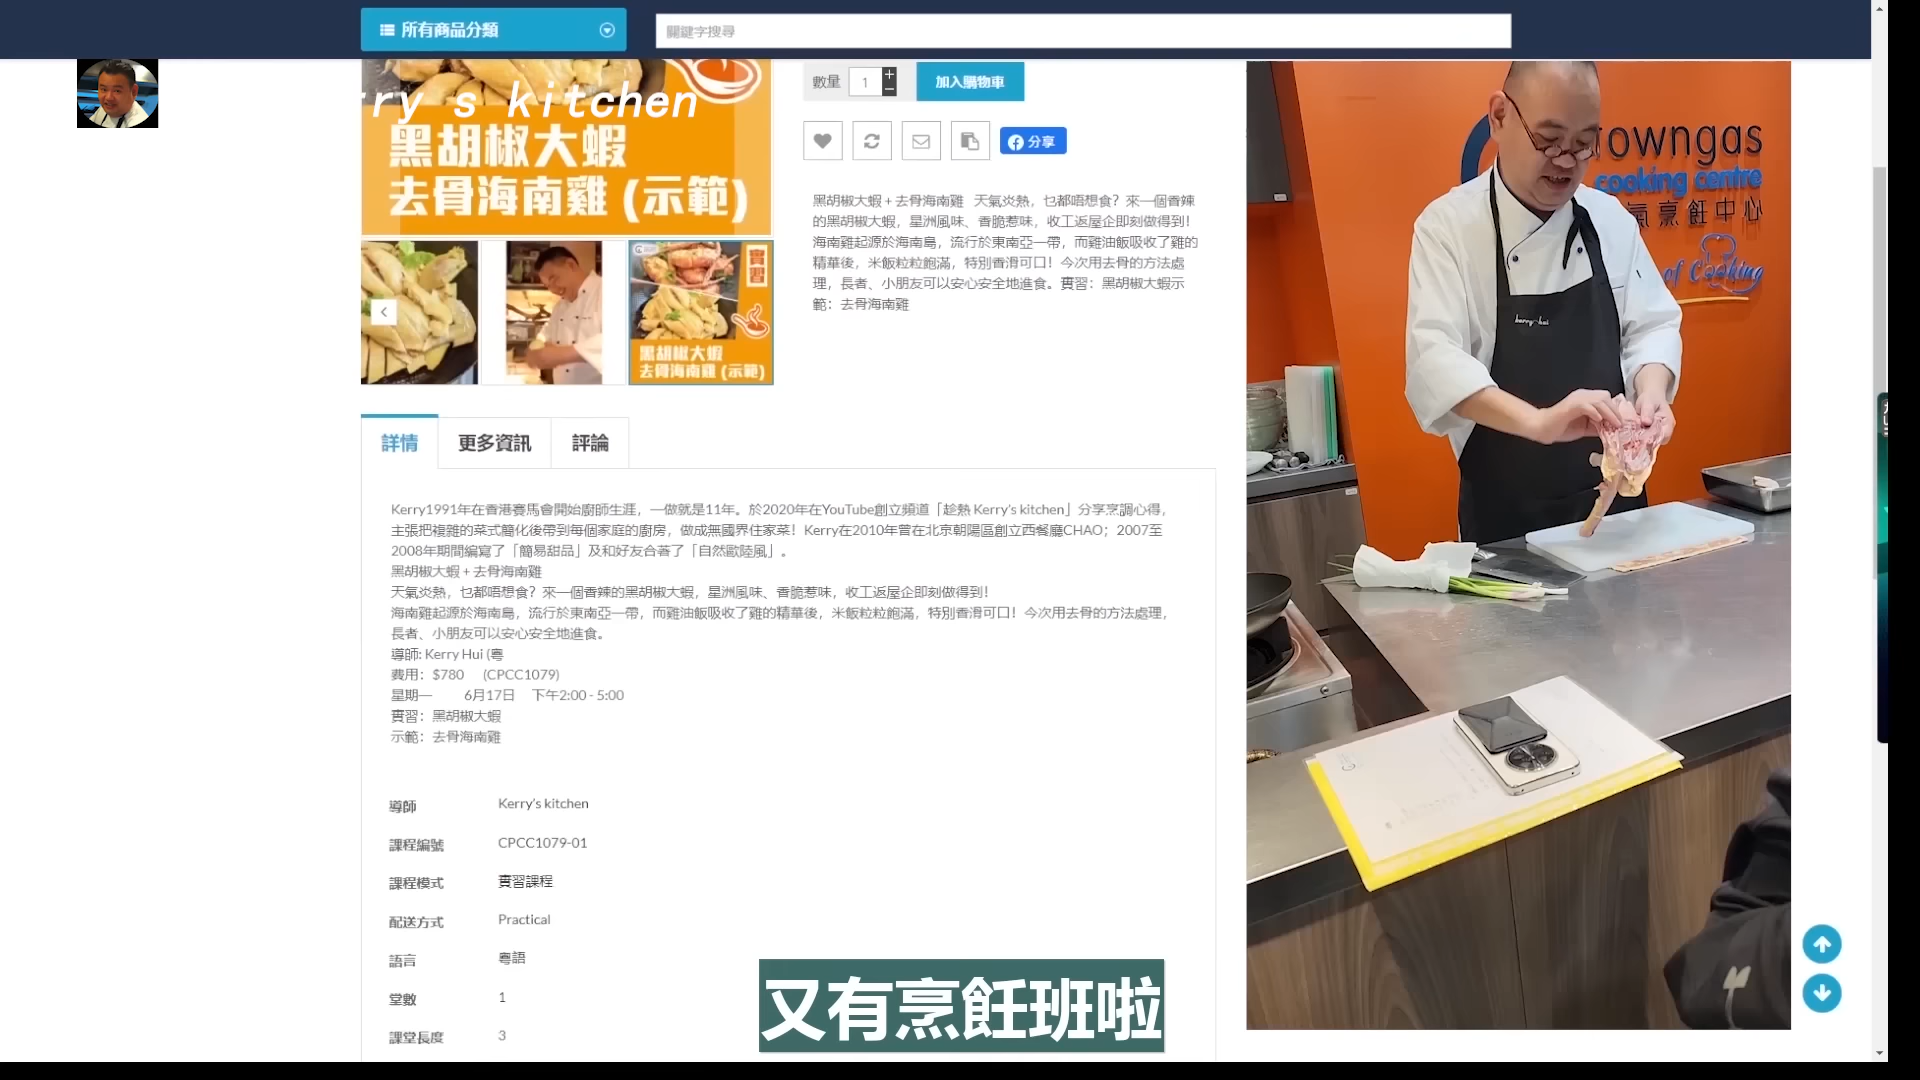 所有商品分類
關鍵字搜尋
rry s kitchen
黑胡椒大蝦
去骨海南雞 (示範)
數量 1
加入購物車
分享
黑胡椒大蝦 + 去骨海南雞 天氣炎熱，乜都唔想食？來一個香辣
的黑胡椒大蝦，星洲風味、香脆惹味，收工返屋企即刻做得到！
海南雞起源於海南島，流行於東南亞一帶，而雞油飯吸收了雞的
精華後，米飯粒粒飽滿，特別香滑可口！今次用去骨的方法處
理，長者、小朋友可以安心安全地進食。實習：黑胡椒大蝦示
範：去骨海南雞
實習
黑胡椒大蝦
去骨海南雞 (示範)
詳情
更多資訊
評論
Kerry1991年在香港賽馬會開始廚師生涯，一做就是11年。於2020年在YouTube創立頻道「趁熱 Kerry's kitchen」分享烹調心得，
主張把複雜的菜式簡化後帶到每個家庭的廚房，做成無國界住家菜！Kerry在2010年曾在北京朝陽區創立西餐廳CHAO；2007至
2008年期間編寫了「簡易甜品」及和好友合著了「自然歐陸風」。
黑胡椒大蝦 + 去骨海南雞
天氣炎熱，乜都唔想食？來一個香辣的黑胡椒大蝦，星洲風味、香脆惹味，收工返屋企即刻做得到！
海南雞起源於海南島，流行於東南亞一帶，而雞油飯吸收了雞的精華後，米飯粒粒飽滿，特別香滑可口！今次用去骨的方法處理，
長者、小朋友可以安心安全地進食。
導師: Kerry Hui (粵
費用：$780 (CPCC1079)
星期一 6月17日 下午2:00 - 5:00
實習：黑胡椒大蝦
示範：去骨海南雞
導師 Kerry's kitchen
課程編號 CPCC1079-01
課程模式 實習課程
配送方式 Practical
語言 粵語
堂數 1
課堂長度 3
towngas
cooking centre
氣烹飪中心
of Cooking
kerry hui
又有烹飪班啦